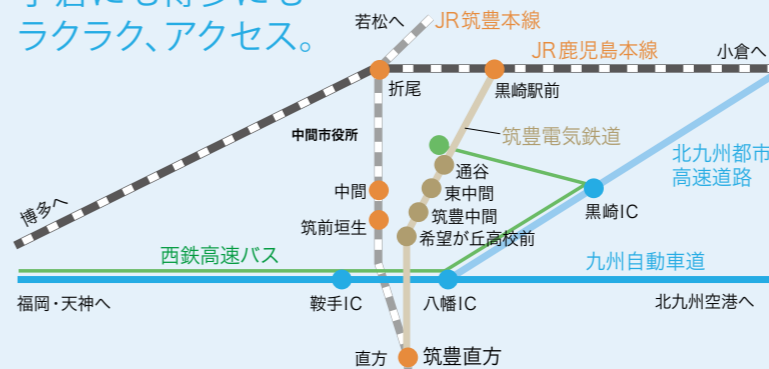 ラクラク、アクセス。
若松へ
JR筑豊本線
JR鹿児島本線
小倉へ
折尾
黒崎駅前
中間市役所
筑豊電気鉄道
通谷
北九州都市
高速道路
中間
東中間
博多へ
筑豊中間
黒崎IC
筑前垣生
希望が丘高校前
西鉄高速バス
九州自動車道
福岡・天神へ
鞍手IC
八幡IC
北九州空港へ
直方
筑豊直方